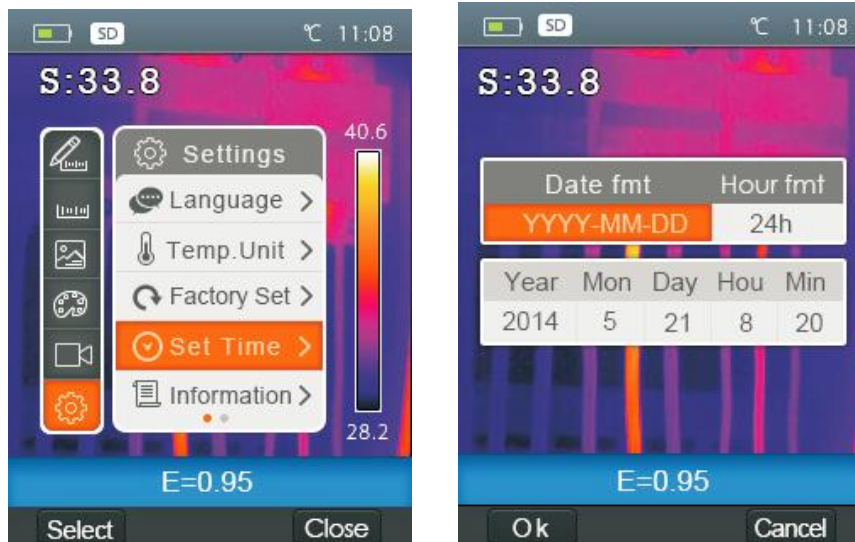 SD °C 11:08
S:33.8
40.6
Settings
Language >
Temp.Unit >
Factory Set >
Set Time >
Information >
28.2
E=0.95
Select Close
SD °C 11:08
S:33.8
Date fmt Hour fmt
YYYY-MM-DD 24h
Year Mon Day Hou Min
2014 5 21 8 20
E=0.95
Ok Cancel